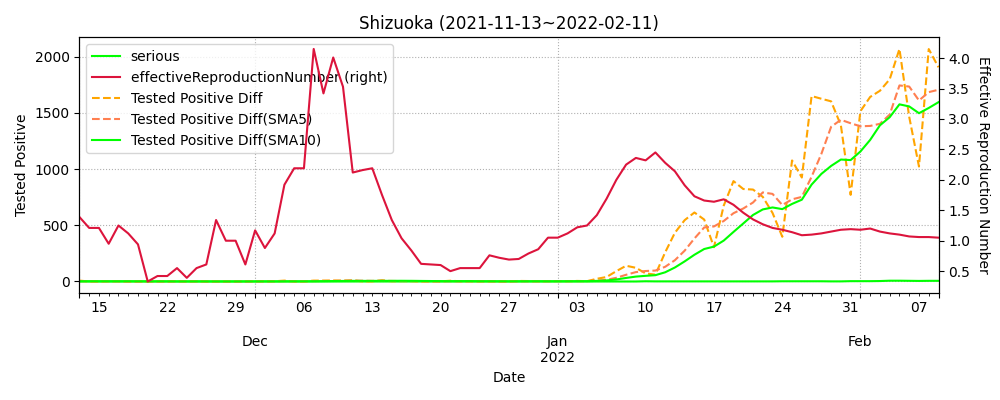 Shizuoka (2021-11-13~2022-02-11)
serious
effectiveReproductionNumber (right)
Tested Positive Diff
Tested Positive Diff(SMA5)
Tested Positive Diff(SMA10)
Tested Positive
2000
1500
1000
500
0
4.0
3.5
3.0
2.5
2.0
1.5
1.0
0.5
Effective Reproduction Number
15 22 29 06 13 20 27 03 10 17 24 31 07
Dec Jan Feb
2022
Date